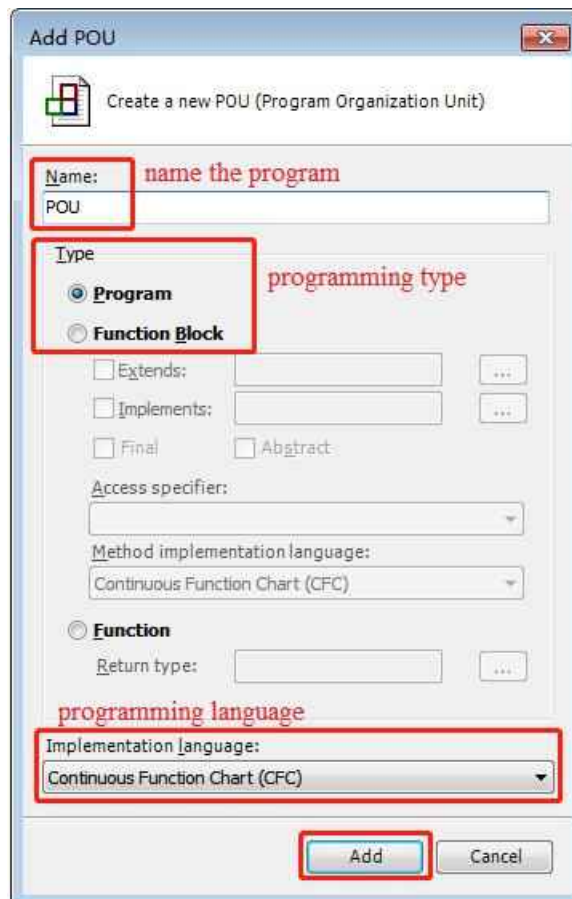 Add POU
Create a new POU (Program Organization Unit)
Name: name the program
POU
Type
programming type
Program
Function Block
Extends: ...
Implements: ...
Final Abstract
Access specifier:
Method implementation language:
Continuous Function Chart (CFC)
Function
Return type: ...
programming language
Implementation language:
Continuous Function Chart (CFC)
Add Cancel